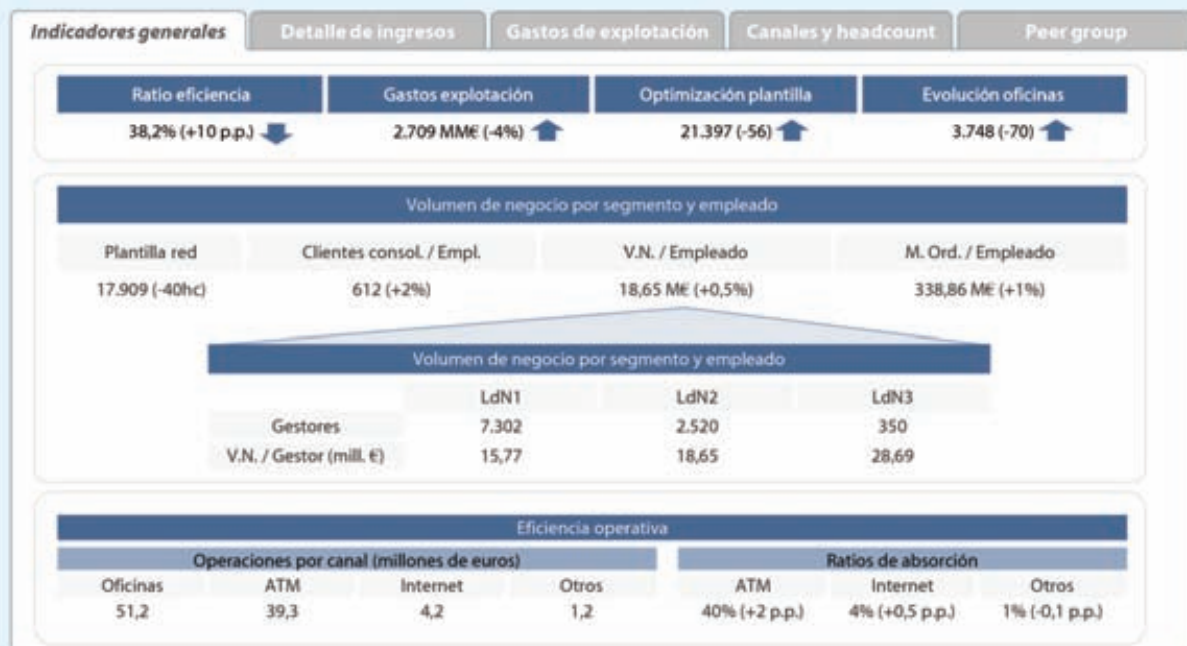 Indicadores generales Detalle de ingresos Gastos de explotación Canales y headcount Peer group
Ratio eficiencia Gastos explotación Optimización plantilla Evolución oficinas
38,2% (+10 p.p.) 2.709 MM€ (-4%) 21.397 (-56) 3.748 (-70)
Volumen de negocio por segmento y empleado
Plantilla red Clientes consol. / Empl. V.N. / Empleado M. Ord. / Empleado
17.909 (-40hc) 612 (+2%) 18,65 M€ (+0,5%) 338,86 M€ (+1%)
Volumen de negocio por segmento y empleado
LdN1 LdN2 LdN3
Gestores 7.302 2.520 350
V.N. / Gestor (mill. €) 15,77 18,65 28,69
Eficiencia operativa
Operaciones por canal (millones de euros) Ratios de absorción
Oficinas ATM Internet Otros ATM Internet Otros
51,2 39,3 4,2 1,2 40% (+2 p.p.) 4% (+0,5 p.p.) 1% (-0,1 p.p.)